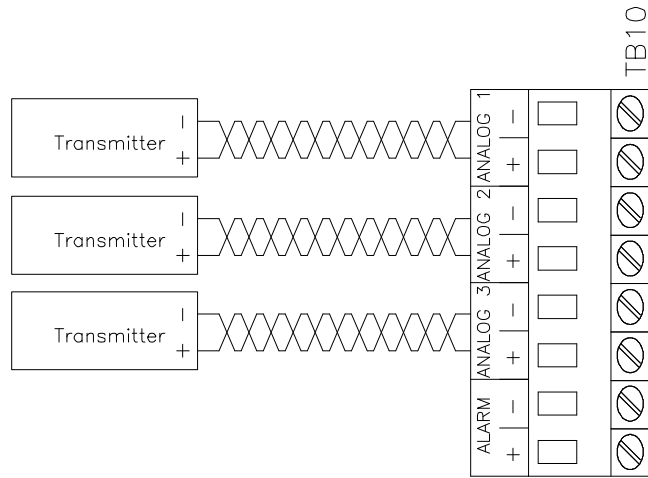 TB10
Transmitter - +
ANALOG 1 - +
Transmitter - +
ANALOG 2 - +
Transmitter - +
ANALOG 3 - +
ALARM - +